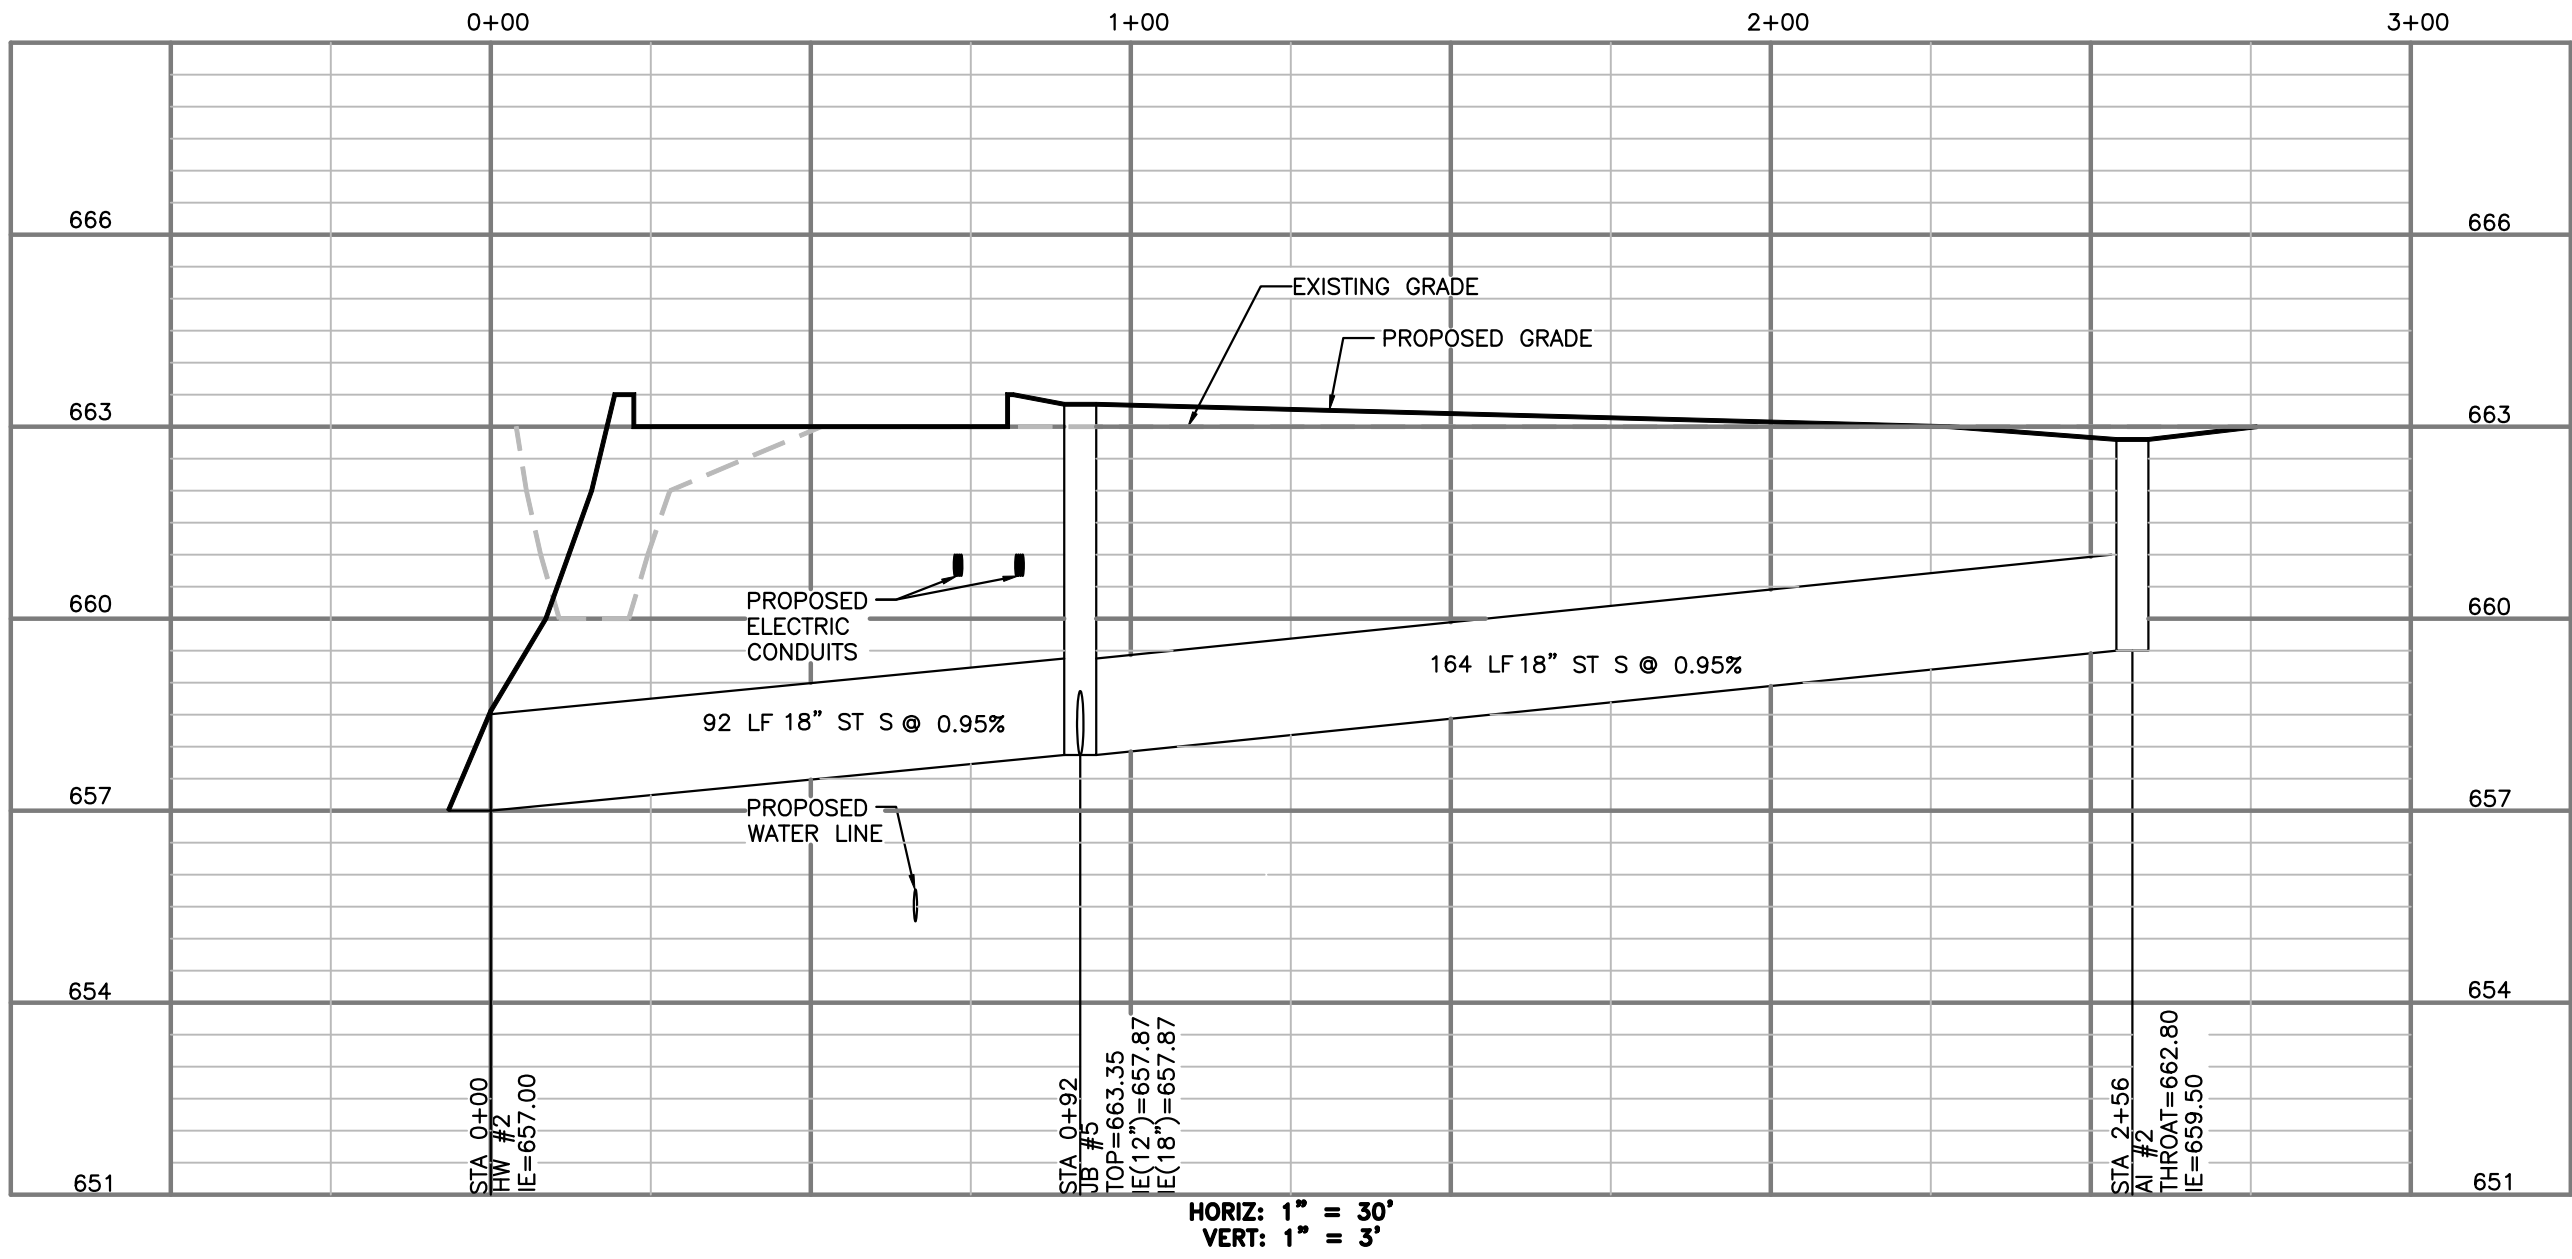 0+00 1+00 2+00 3+00
666 666
EXISTING GRADE
PROPOSED GRADE
663 663
PROPOSED
ELECTRIC
CONDUITS
660 660
164 LF 18" ST S @ 0.95%
92 LF 18" ST S @ 0.95%
657 657
PROPOSED
WATER LINE
654 654
STA 0+00
HW #2
IE=657.00
STA 0+92
JB #5
TOP=663.35
IE(12")=657.87
IE(18")=657.87
STA 2+56
AI #2
THROAT=662.80
IE=659.50
651 651
HORIZ: 1" = 30'
VERT: 1" = 3'